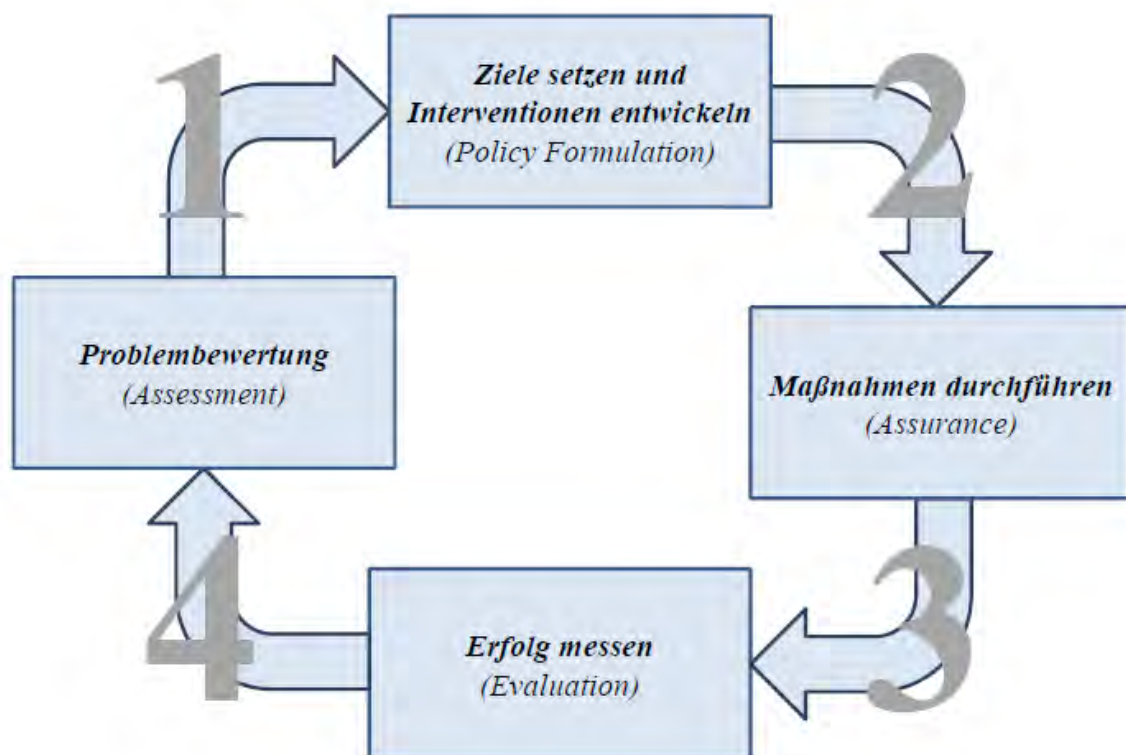 1
Ziele setzen und
Interventionen entwickeln
(Policy Formulation)
2
Problembewertung
(Assessment)
Maßnahmen durchführen
(Assurance)
4
Erfolg messen
(Evaluation)
3